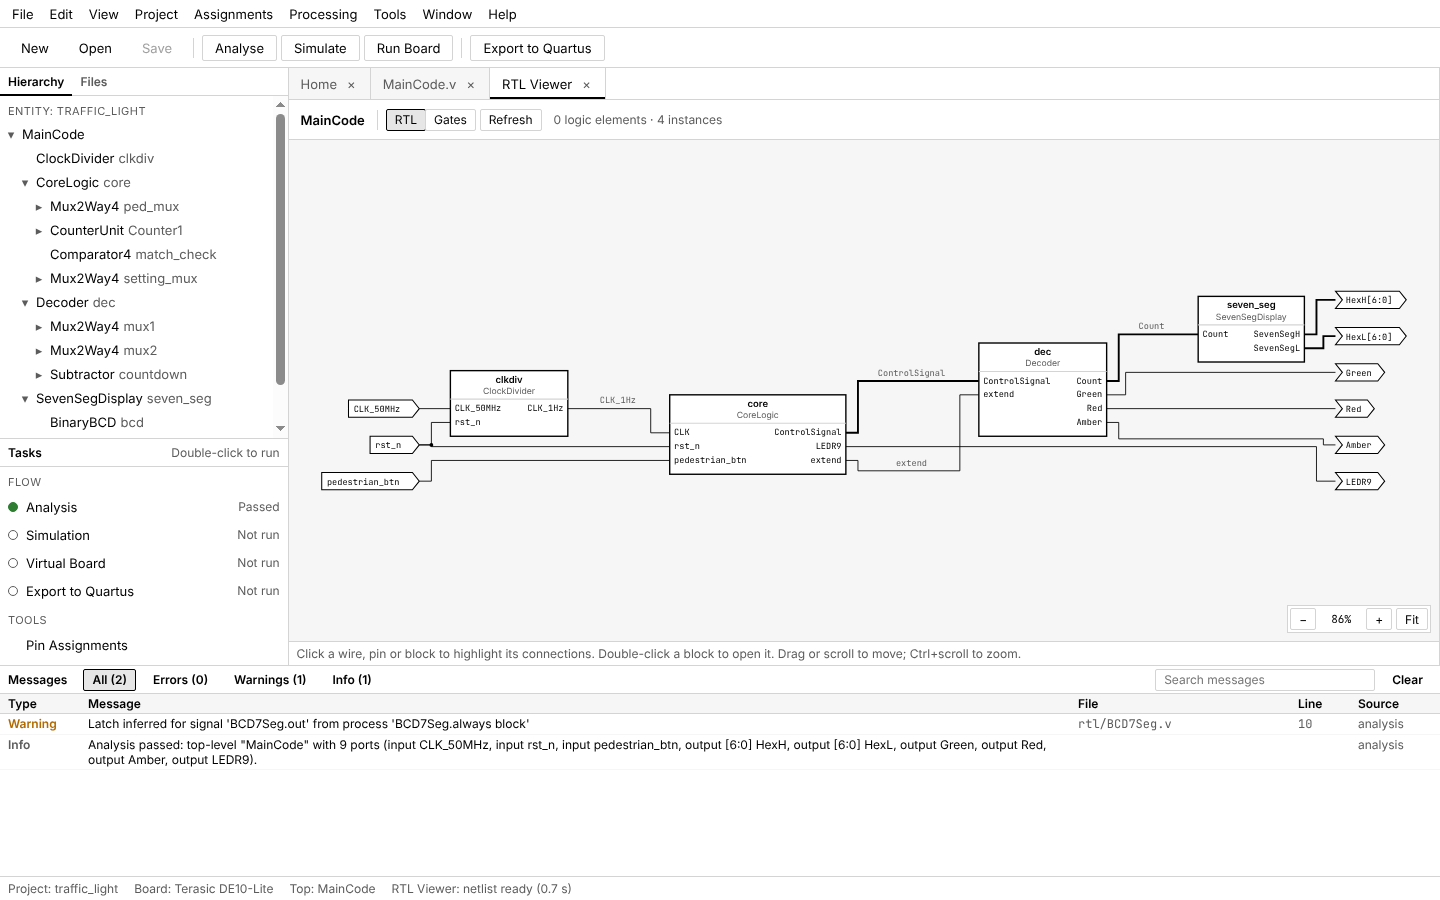 File Edit View Project Assignments Processing Tools Window Help
New Open Save Analyse Simulate Run Board Export to Quartus
Hierarchy Files
ENTITY: TRAFFIC_LIGHT
MainCode
ClockDivider clkdiv
CoreLogic core
Mux2Way4 ped_mux
CounterUnit Counter1
Comparator4 match_check
Mux2Way4 setting_mux
Decoder dec
Mux2Way4 mux1
Mux2Way4 mux2
Subtractor countdown
SevenSegDisplay seven_seg
BinaryBCD bcd
Tasks Double-click to run
FLOW
Analysis Passed
Simulation Not run
Virtual Board Not run
Export to Quartus Not run
TOOLS
Pin Assignments
Home × MainCode.v × RTL Viewer ×
MainCode RTL Gates Refresh 0 logic elements · 4 instances
CLK_50MHz
rst_n
pedestrian_btn
clkdiv
ClockDivider
CLK_50MHz CLK_1Hz
rst_n
CLK_1Hz
core
CoreLogic
CLK ControlSignal
rst_n LEDR9
pedestrian_btn extend
ControlSignal
extend
dec
Decoder
ControlSignal Count
extend Green
Red
Amber
Count
seven_seg
SevenSegDisplay
Count SevenSegH
SevenSegL
HexH[6:0]
HexL[6:0]
Green
Red
Amber
LEDR9
− 86% + Fit
Click a wire, pin or block to highlight its connections. Double-click a block to open it. Drag or scroll to move; Ctrl+scroll to zoom.
Messages All (2) Errors (0) Warnings (1) Info (1) Search messages Clear
Type Message File Line Source
Warning Latch inferred for signal 'BCD7Seg.out' from process 'BCD7Seg.always block' rtl/BCD7Seg.v 10 analysis
Info Analysis passed: top-level "MainCode" with 9 ports (input CLK_50MHz, input rst_n, input pedestrian_btn, output [6:0] HexH, output [6:0] HexL, output Green, output Red, analysis
output Amber, output LEDR9).
Project: traffic_light Board: Terasic DE10-Lite Top: MainCode RTL Viewer: netlist ready (0.7 s)